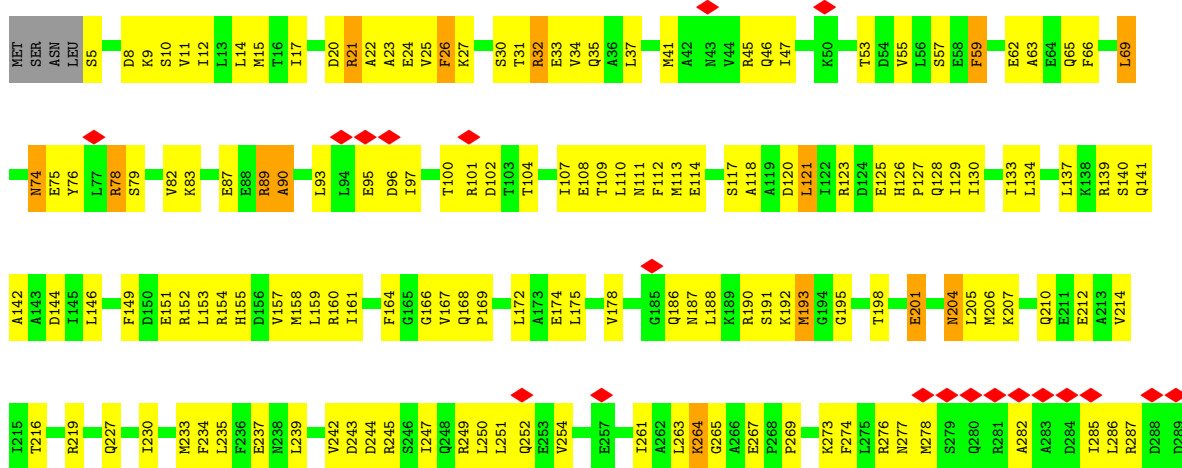 MET SER ASN LEU S5 D8 K9 S10 V11 I12 L13 L14 M15 T16 I17 D20 R21 A22 A23 E24 V25 F26 K27 S30 T31 R32 E33 V34 Q35 A36 L37 M41 A42 N43 V44 R45 Q46 I47 K50 T53 D54 V55 L56 S57 E58 F59 E62 A63 E64 Q65 F66 L69
N74 E75 Y76 L77 R78 S79 V82 K83 E87 E88 R89 A90 L93 L94 E95 D96 I97 T100 R101 D102 T103 T104 I107 E108 T109 L110 N111 F112 M113 E114 S117 A118 A119 D120 L121 I122 R123 D124 E125 H126 P127 Q128 I129 I130 I133 L134 L137 K138 R139 S140 Q141
A142 A143 D144 I145 L146 F149 D150 E151 R152 L153 R154 H155 D156 V157 M158 L159 R160 I161 F164 G165 G166 V167 Q168 P169 L172 A173 E174 L175 V178 G185 Q186 N187 L188 K189 R190 S191 K192 M193 G194 G195 T198 E201 N204 L205 M206 K207 Q210 E211 E212 A213 V214
I215 T216 R219 Q227 I230 M233 F234 L235 F236 E237 N238 L239 V242 D243 D244 R245 S246 I247 Q248 R249 L250 L251 Q252 E253 V254 E257 I261 A262 L263 K264 G265 A266 E267 P268 P269 K273 F274 L275 R276 N277 M278 S279 Q280 R281 A282 A283 D284 I285 L286 R287 D288 D289